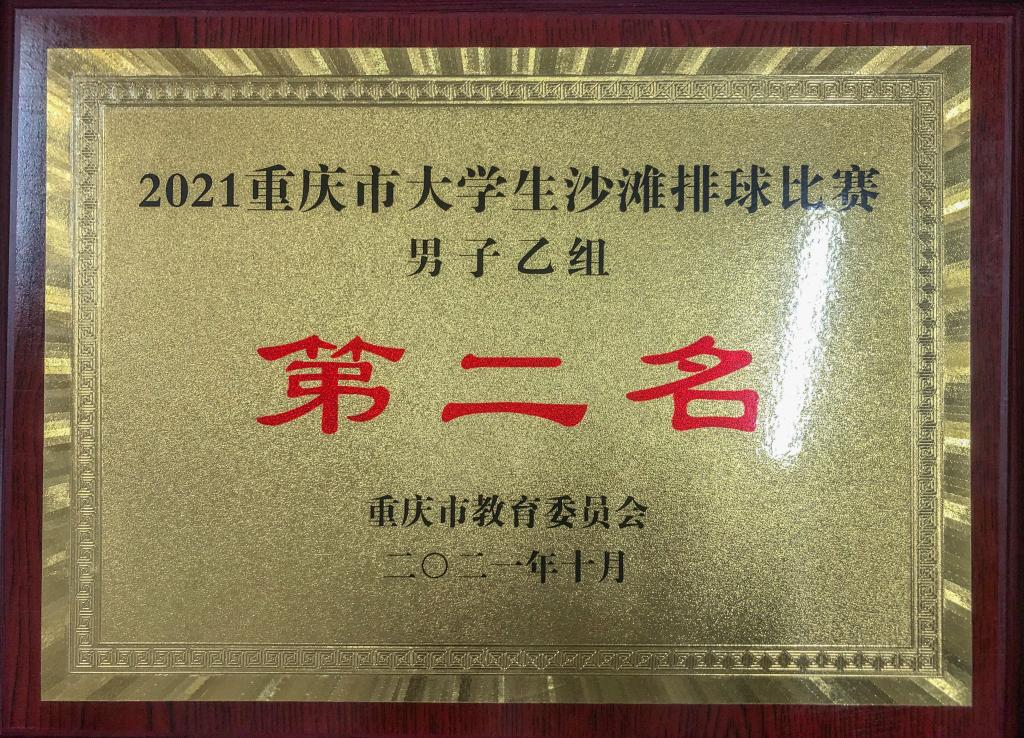 2021重庆市大学生沙滩排球比赛
男子乙组
第二名
重庆市教育委员会
二〇二一年十月